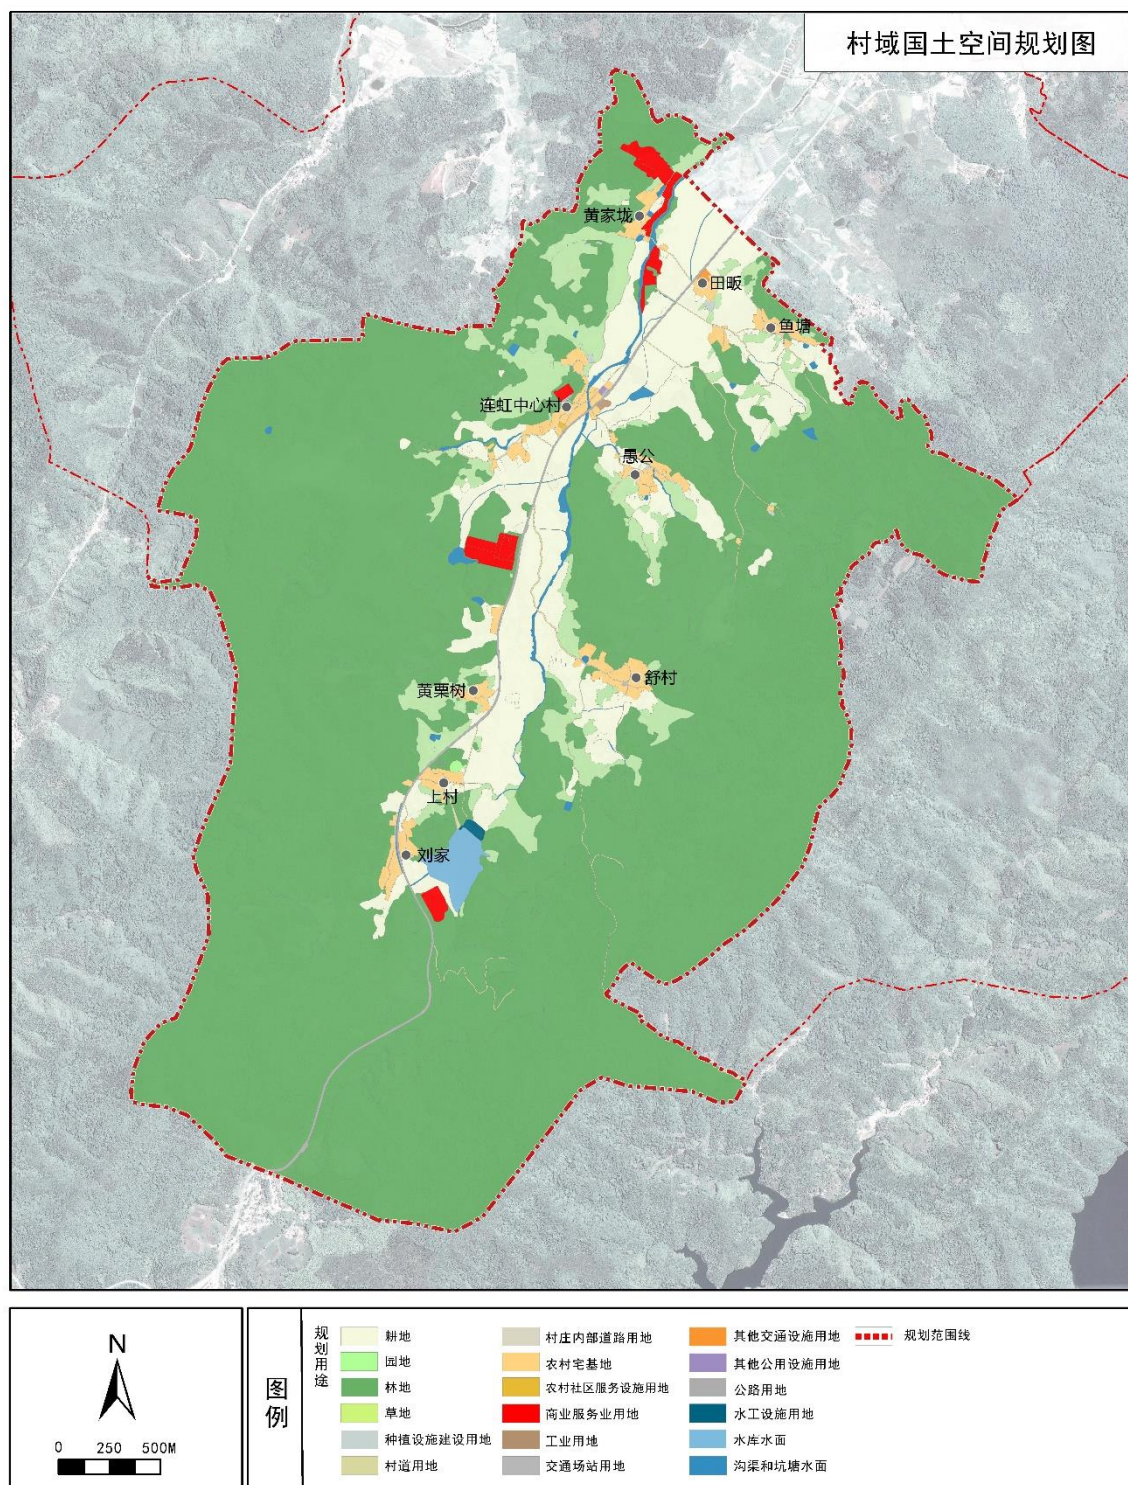 村域国土空间规划图
黄家垅
田畈
鱼塘
连虹中心村
愚公
舒村
黄栗树
上村
刘家
N
0 250 500M
图例
规划用途
耕地
园地
林地
草地
种植设施建设用地
村道用地
村庄内部道路用地
农村宅基地
农村社区服务设施用地
商业服务业用地
工业用地
交通场站用地
其他交通设施用地
其他公用设施用地
公路用地
水工设施用地
水库水面
沟渠和坑塘水面
规划范围线